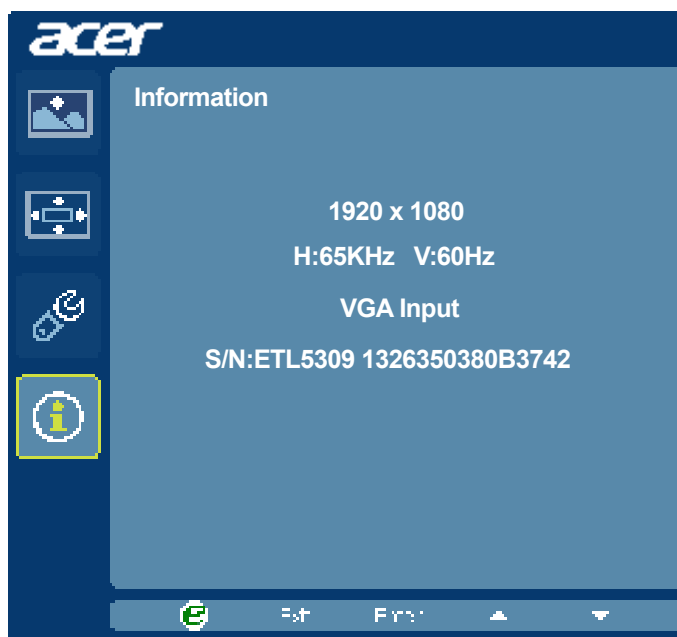 acer
Information
1920 x 1080
H:65KHz V:60Hz
VGA Input
S/N:ETL5309 1326350380B3742